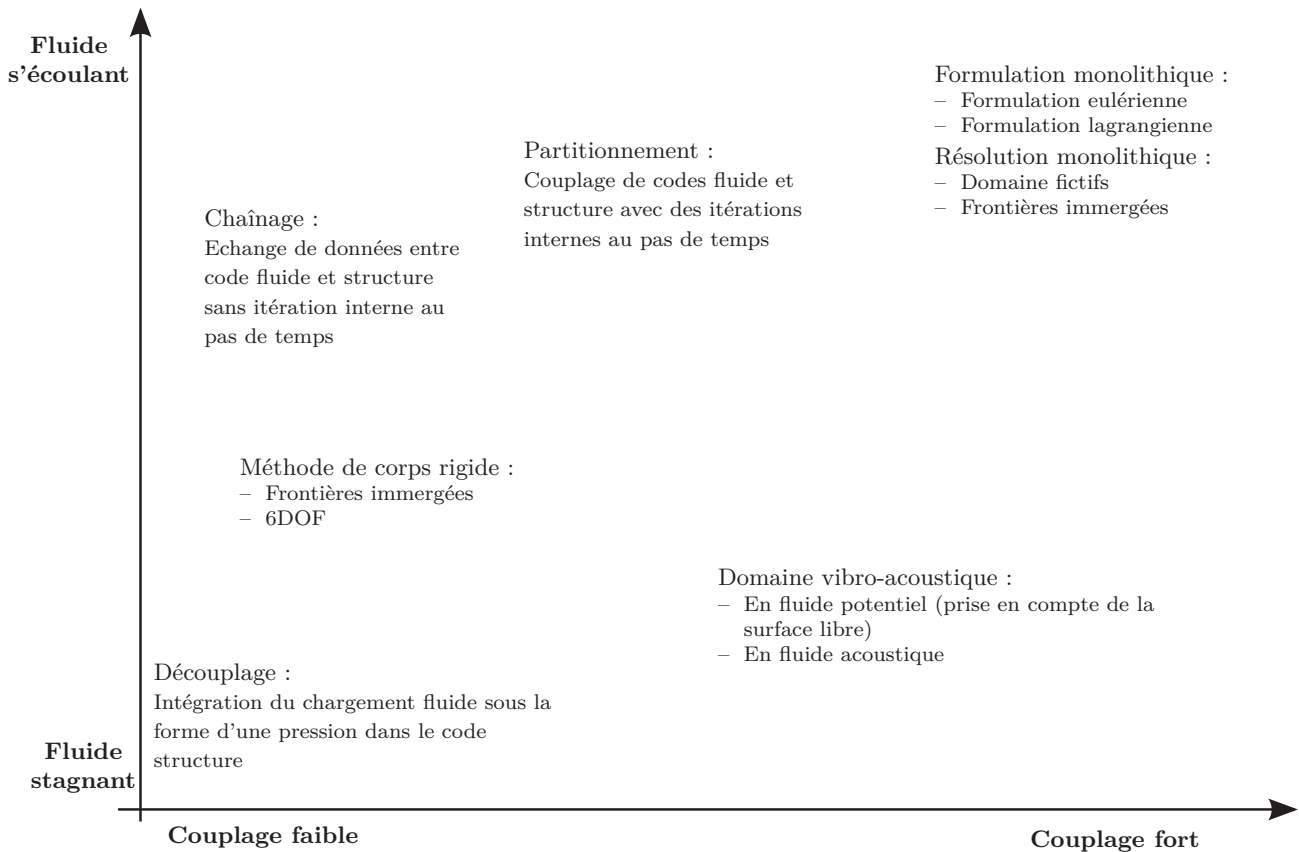 Fluide
s'écoulant
Formulation monolithique :
– Formulation eulérienne
– Formulation lagrangienne
Résolution monolithique :
– Domaine fictifs
– Frontières immergées
Partitionnement :
Couplage de codes fluide et
structure avec des itérations
internes au pas de temps
Chaînage :
Echange de données entre
code fluide et structure
sans itération interne au
pas de temps
Méthode de corps rigide :
– Frontières immergées
– 6DOF
Domaine vibro-acoustique :
– En fluide potentiel (prise en compte de la
surface libre)
– En fluide acoustique
Découplage :
Intégration du chargement fluide sous la
forme d'une pression dans le code
structure
Fluide
stagnant
Couplage faible
Couplage fort